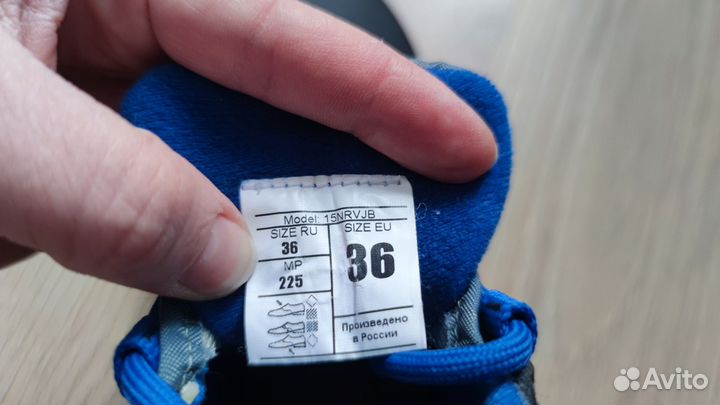 Model: 15NRVJB
SIZE RU
36
MP
225
SIZE EU
36
Произведено
в России
Avito